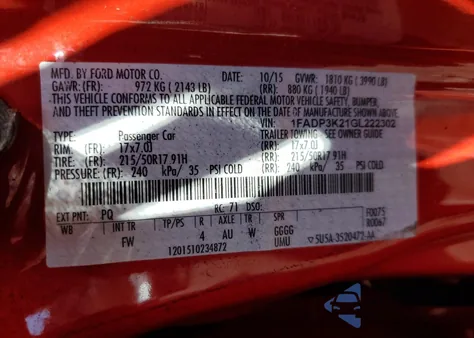 MFD. BY FORD MOTOR CO. DATE: 10/15 GVWR: 1810 KG ( 3990 LB)
GAWR: (FR): 972 KG ( 2143 LB) (RR): 880 KG ( 1940 LB)
THIS VEHICLE CONFORMS TO ALL APPLICABLE FEDERAL MOTOR VEHICLE SAFETY, BUMPER,
AND THEFT PREVENTION STANDARDS IN EFFECT ON THE DATE OF MANUFACTURE SHOWN ABOVE.
VIN: 1FADP3K21GL222302
TYPE: Passenger Car TRAILER TOWING - SEE OWNER GUIDE
RIM (FR): 17x7.0J (RR): 17x7.0J
TIRE: (FR): 215/50R17 91H (RR): 215/50R17 91H
PRESSURE: (FR): 240 kPa/ 35 PSI COLD (RR): 240 kPa/ 35 PSI COLD
RC: 71 DSO: F0075
EXT PNT: PQ R0067
WB INT TR TP/PS R AXLE TR SPR
FW 4 AU W GGGG
1201510234872 UMU ▽5U5A-3520472-AA